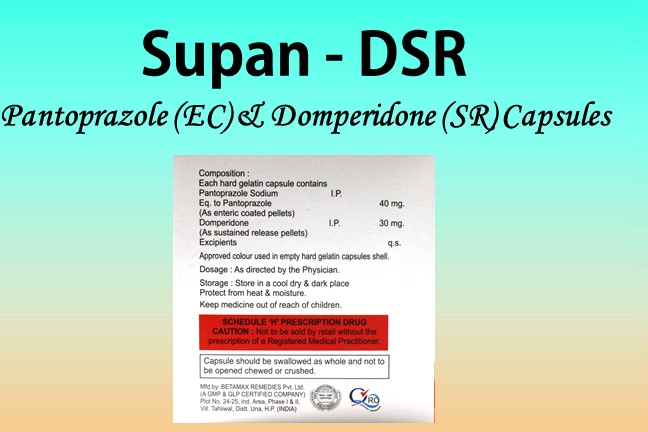 Supan - DSR
Pantoprazole (EC) & Domperidone (SR) Capsules
Composition :
Each hard gelatin capsule contains
Pantoprazole Sodium I.P.
Eq. to Pantoprazole 40 mg.
(As enteric coated pellets)
Domperidone I.P. 30 mg.
(As sustained release pellets)
Excipients q.s.
Approved colour used in empty hard gelatin capsules shell.
Dosage : As directed by the Physician.
Storage : Store in a cool dry & dark place
Protect from heat & moisture.
Keep medicine out of reach of children.
SCHEDULE 'H' PRESCRIPTION DRUG
CAUTION : Not to be sold by retail without the
prescription of a Registered Medical Practitioner.
Capsule should be swallowed as whole and not to
be opened chewed or crushed.
Mfd.by: BETAMAX REMEDIES Pvt. Ltd.
(A GMP & GLP CERTIFIED COMPANY)
Plot No. 24-25, Ind. Area, Phase I & II,
Vill. Tahliwal, Distt. Una, H.P. (INDIA)
QRC